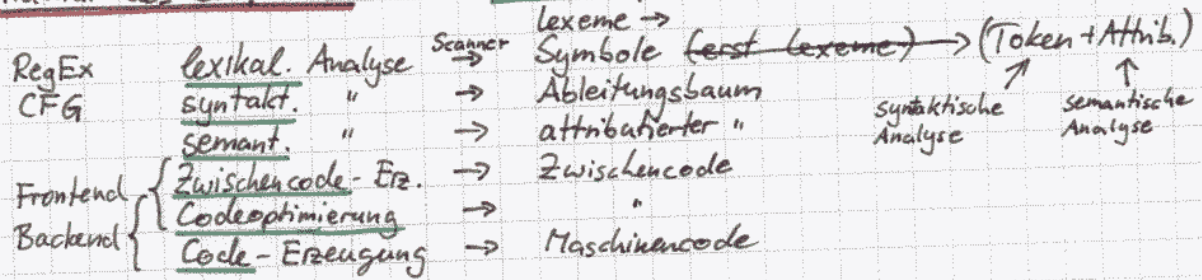 lexeme →
RegEx lexikal. Analyse Scanner → Symbole (erst lexeme) → (Token + Attrib.)
CFG syntakt. " → Ableitungsbaum syntaktische Analyse semantische Analyse
semant. " → attributierter "
Frontend { Zwischencode - Erz. → Zwischencode
Codeoptimierung → "
Backend { Code - Erzeugung → Maschinencode